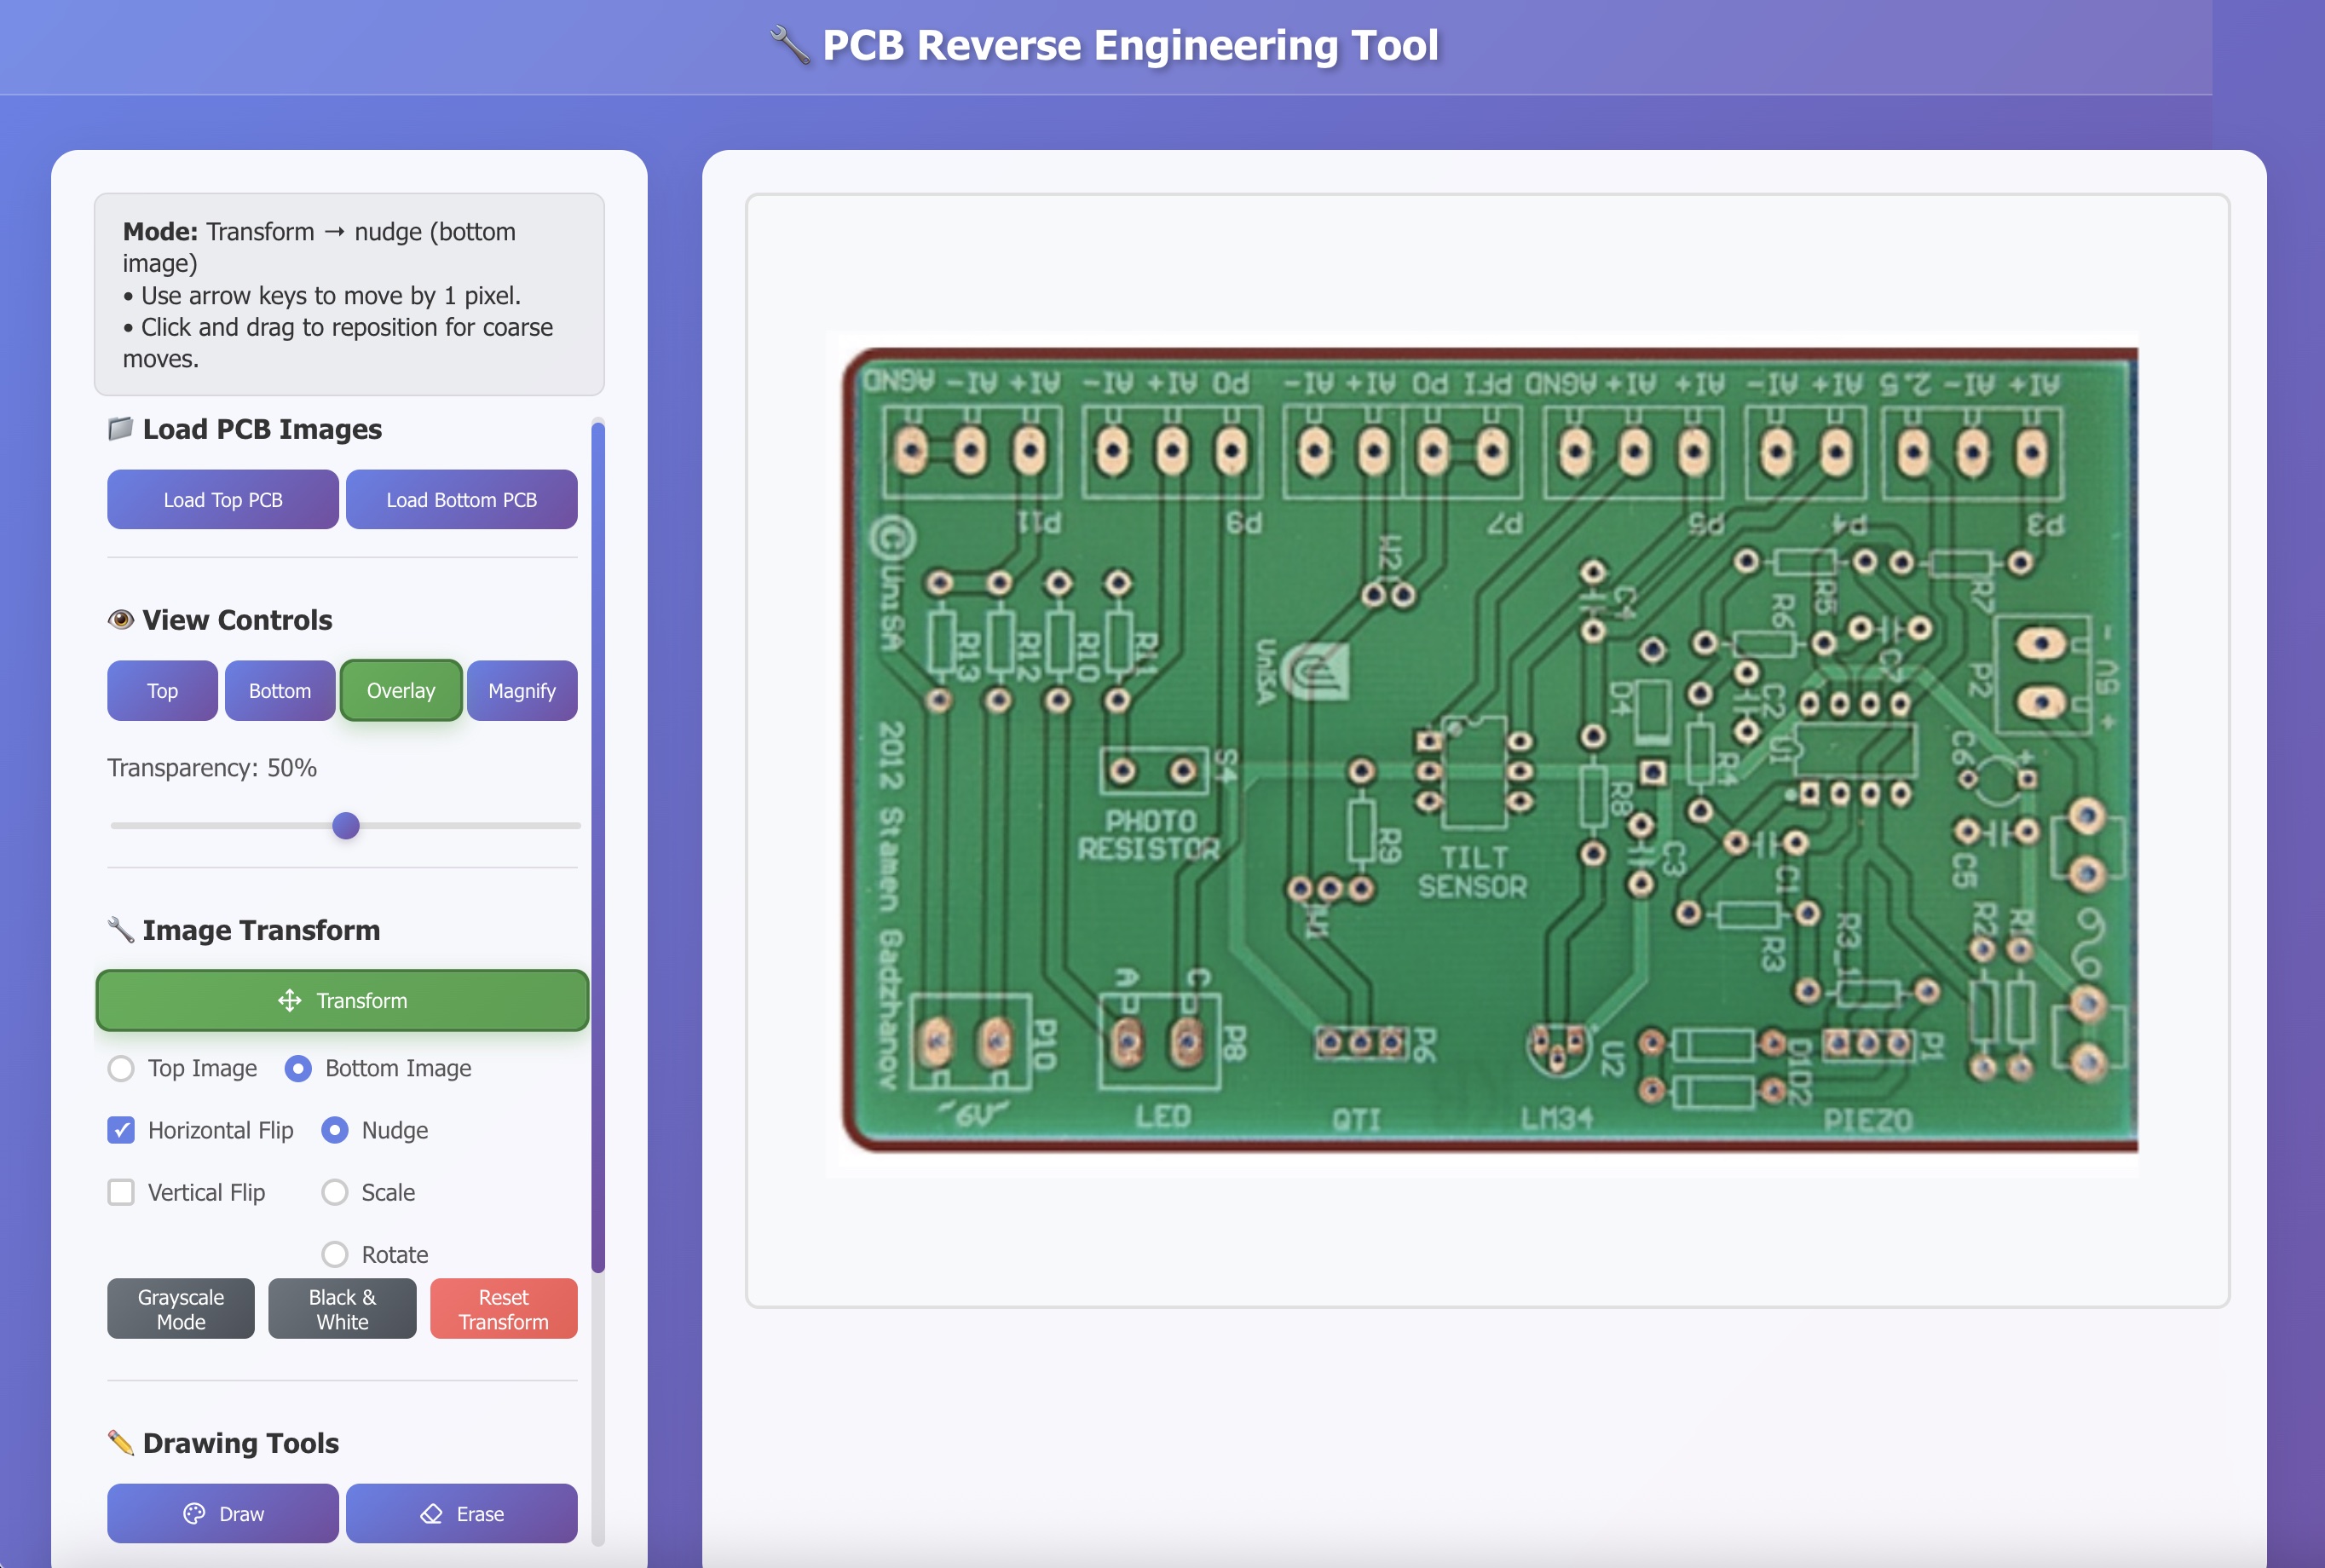 PCB Reverse Engineering Tool
Mode: Transform → nudge (bottom
image)
• Use arrow keys to move by 1 pixel.
• Click and drag to reposition for coarse
moves.
Load PCB Images
Load Top PCB
Load Bottom PCB
View Controls
Top
Bottom
Overlay
Magnify
Transparency: 50%
Image Transform
Transform
Top Image
Bottom Image
Horizontal Flip
Nudge
Vertical Flip
Scale
Rotate
Grayscale
Mode
Black &
White
Reset
Transform
Drawing Tools
Draw
Erase
AGND AI- AI+ AI- AI+ PO AI- AI+ PO PFI AGND AI+ AI+ AI- AI+ 2.5 AI- AI+
P11 P9 P7 P5 P4 P3
©UniSA
2012 Stamen Gadzhanov
W2
C4
R5
R6
R7
R13
R12
R10
R11
UniSA
C7
P2
- 9V +
D4
C2
U1
C6
S4
R4
R8
PHOTO
RESISTOR
R9
TILT
SENSOR
C3
C1
C5
W1
R3
R3_1
R2
R1
A C
P10
P8
P6
U2
D1
D2
P1
~6V~
LED
QTI
LM34
PIEZO